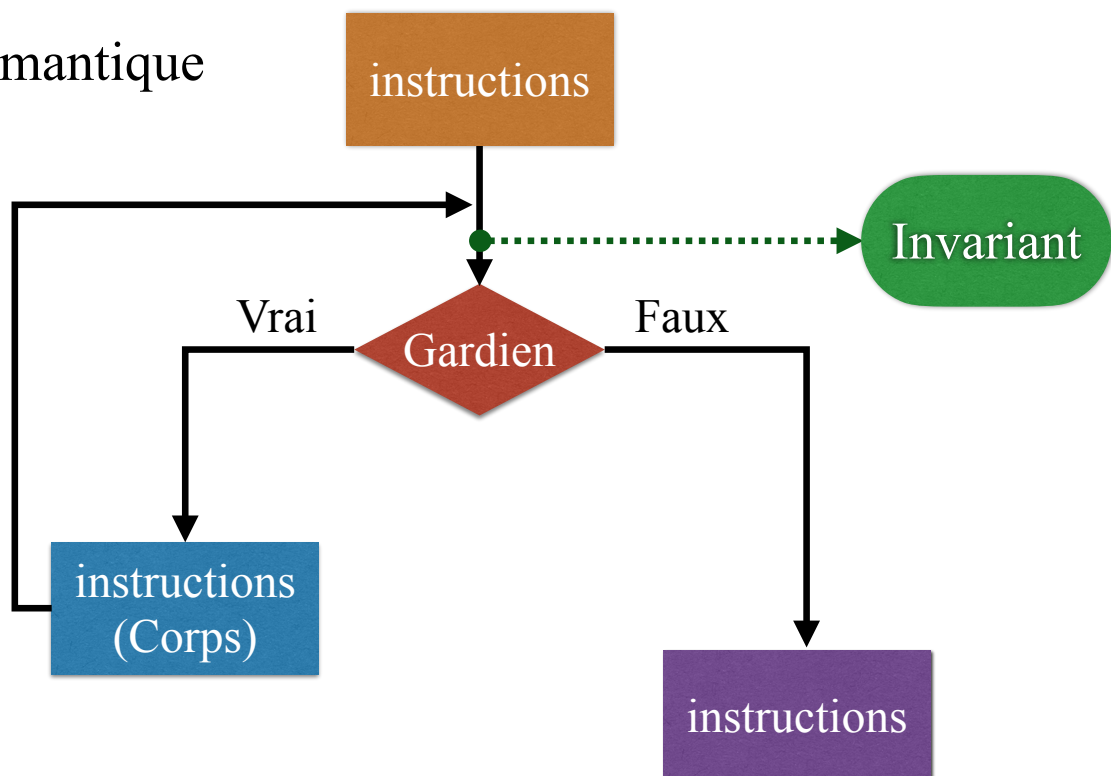 mantique
instructions
Invariant
Vrai
Faux
Gardien
instructions
(Corps)
instructions